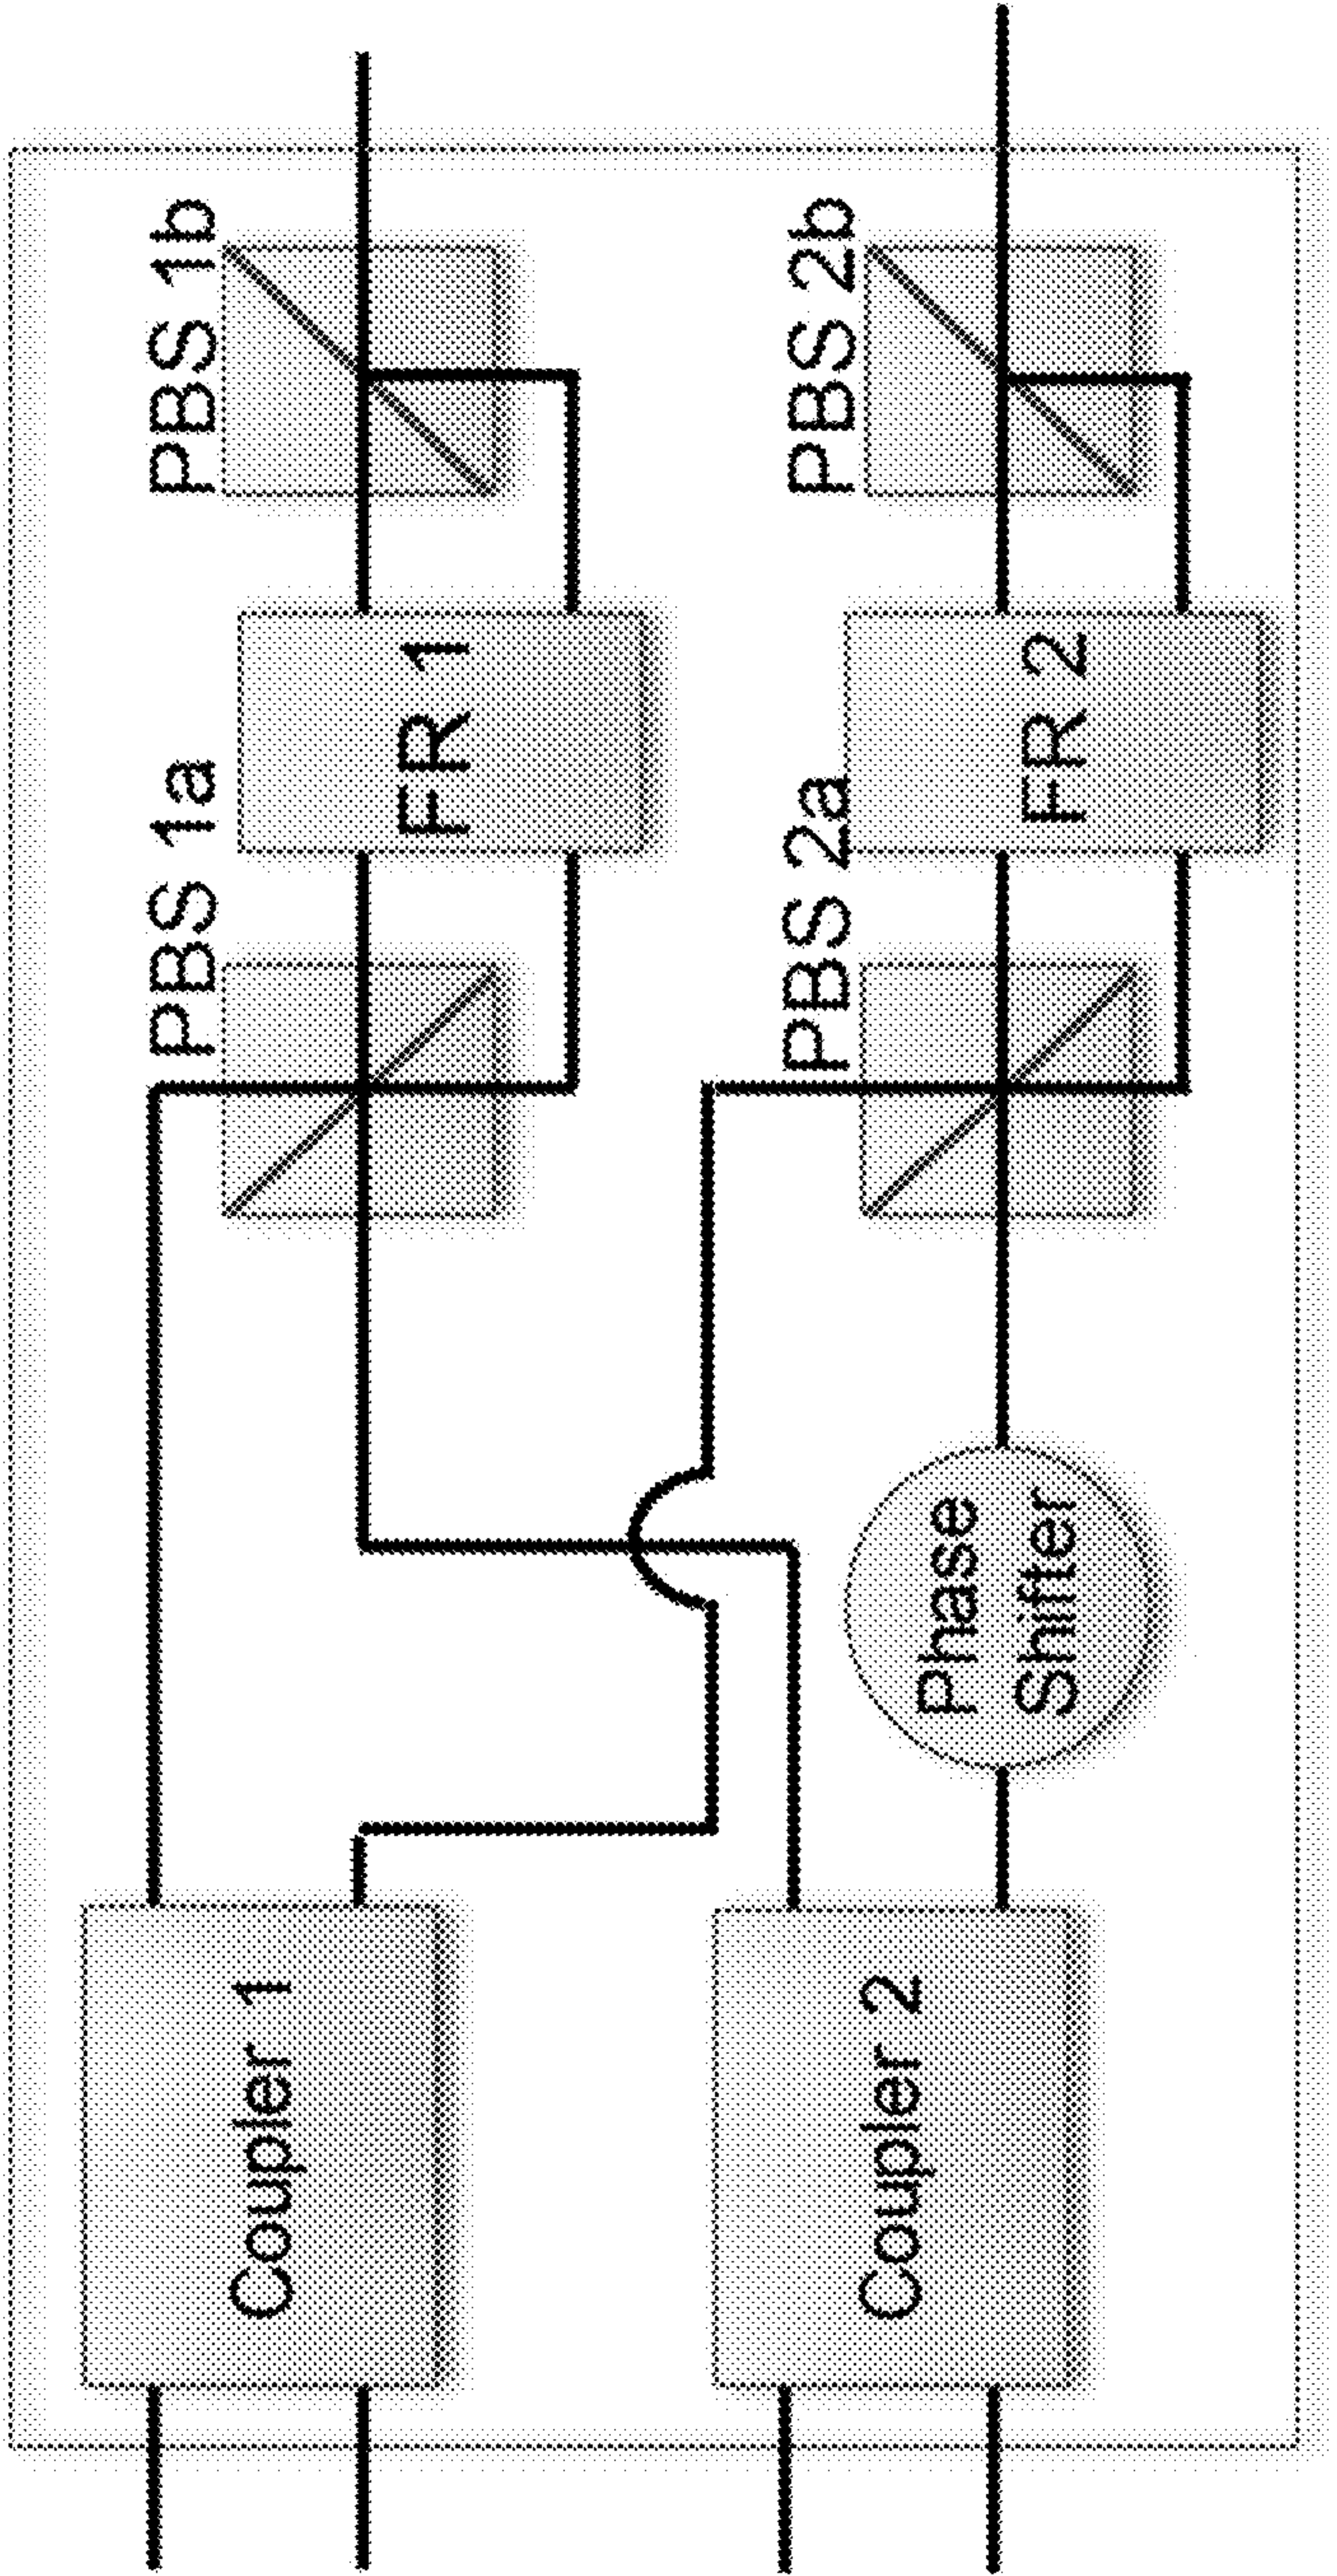 Coupler 1
PBS 1a
FR 1
PBS 1b
Coupler 2
Phase
Shifter
PBS 2a
FR 2
PBS 2b